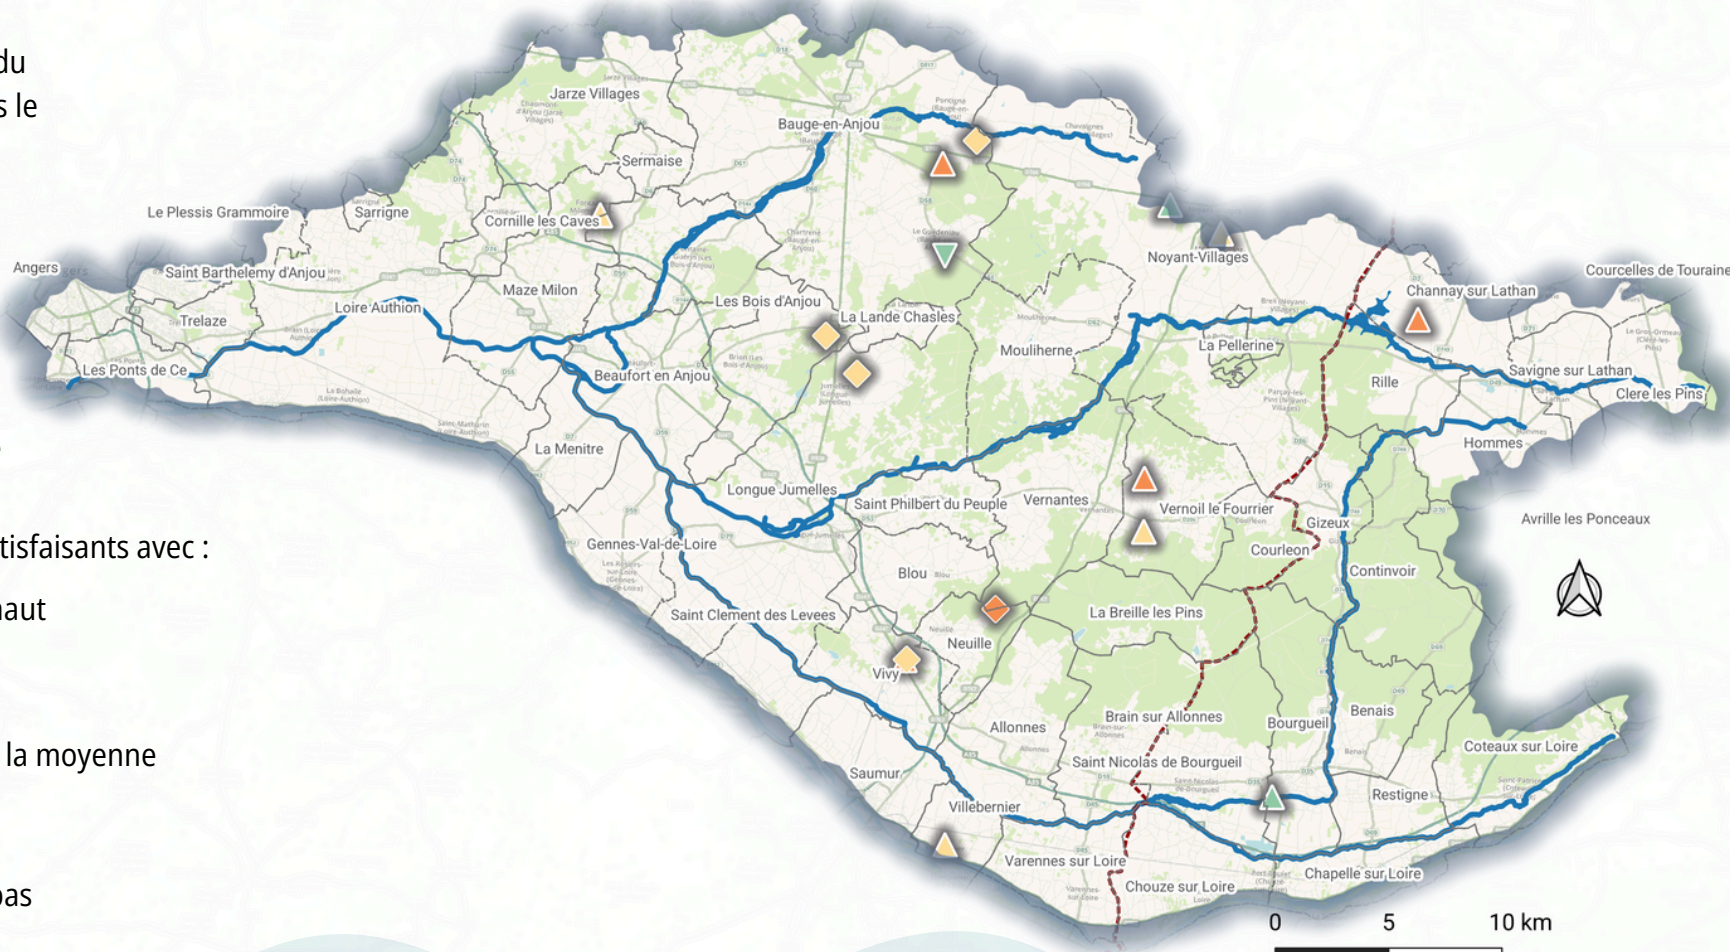 du
s le
tisfaisants avec :
haut
la moyenne
pas
Jarze Villages
Bauge-en-Anjou
Sermaise
Le Plessis Grammoire
Sarrigne
Cornille les Caves
Angers
Saint Barthelemy d'Anjou
Noyant-Villages
Courcelles de Touraine
Maze Milon
Les Bois d'Anjou
Channay sur Lathan
Loire Authion
Trelaze
La Lande Chasles
Mouliherne
La Pellerine
Les Ponts de Ce
Beaufort en Anjou
Rille
Savigne sur Lathan
Clere les Pins
Hommes
La Menitre
Longue Jumelles
Saint Philbert du Peuple
Vernantes
Vernoil le Fourrier
Gizeux
Avrille les Ponceaux
Gennes-Val-de-Loire
Courleon
Blou
Continvoir
Saint Clement des Levees
La Breille les Pins
Neuille
Vivy
Allonnes
Brain sur Allonnes
Bourgueil
Benais
Coteaux sur Loire
Saint Nicolas de Bourgueil
Saumur
Villebernier
Restigne
Varennes sur Loire
Chouze sur Loire
Chapelle sur Loire
0 5 10 km